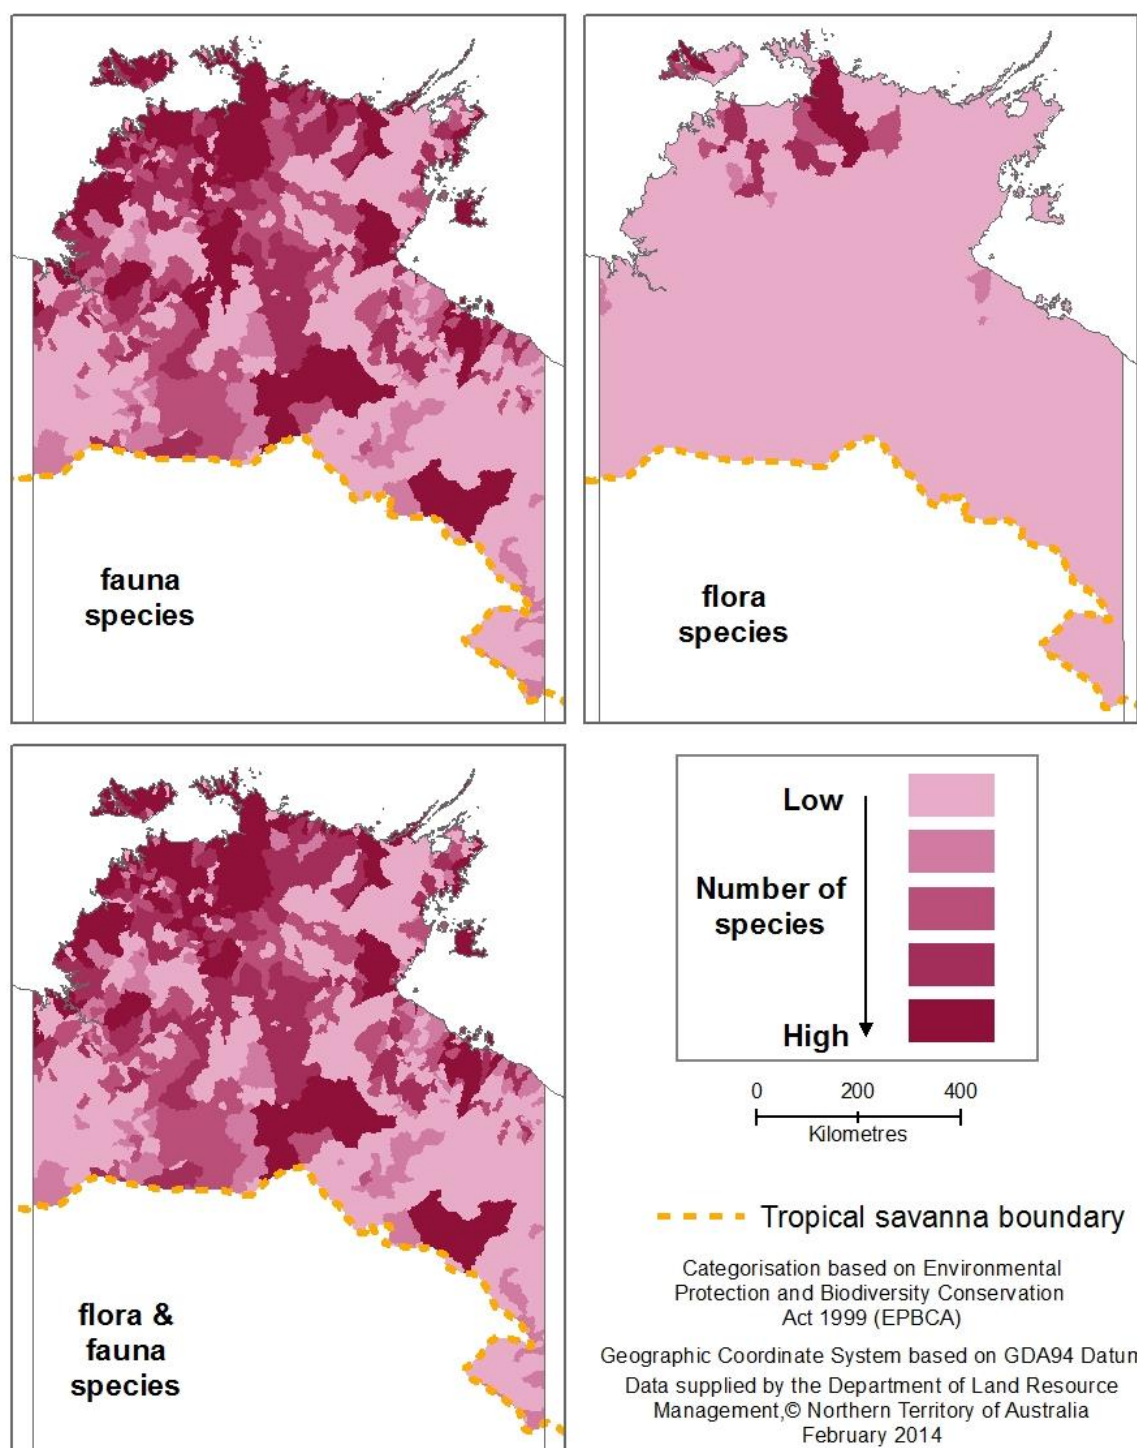 fauna
species
flora
species
flora &
fauna
species
Low
Number of
species
High
0 200 400
Kilometres
Tropical savanna boundary
Categorisation based on Environmental
Protection and Biodiversity Conservation
Act 1999 (EPBCA)
Geographic Coordinate System based on GDA94 Datum
Data supplied by the Department of Land Resource
Management,© Northern Territory of Australia
February 2014